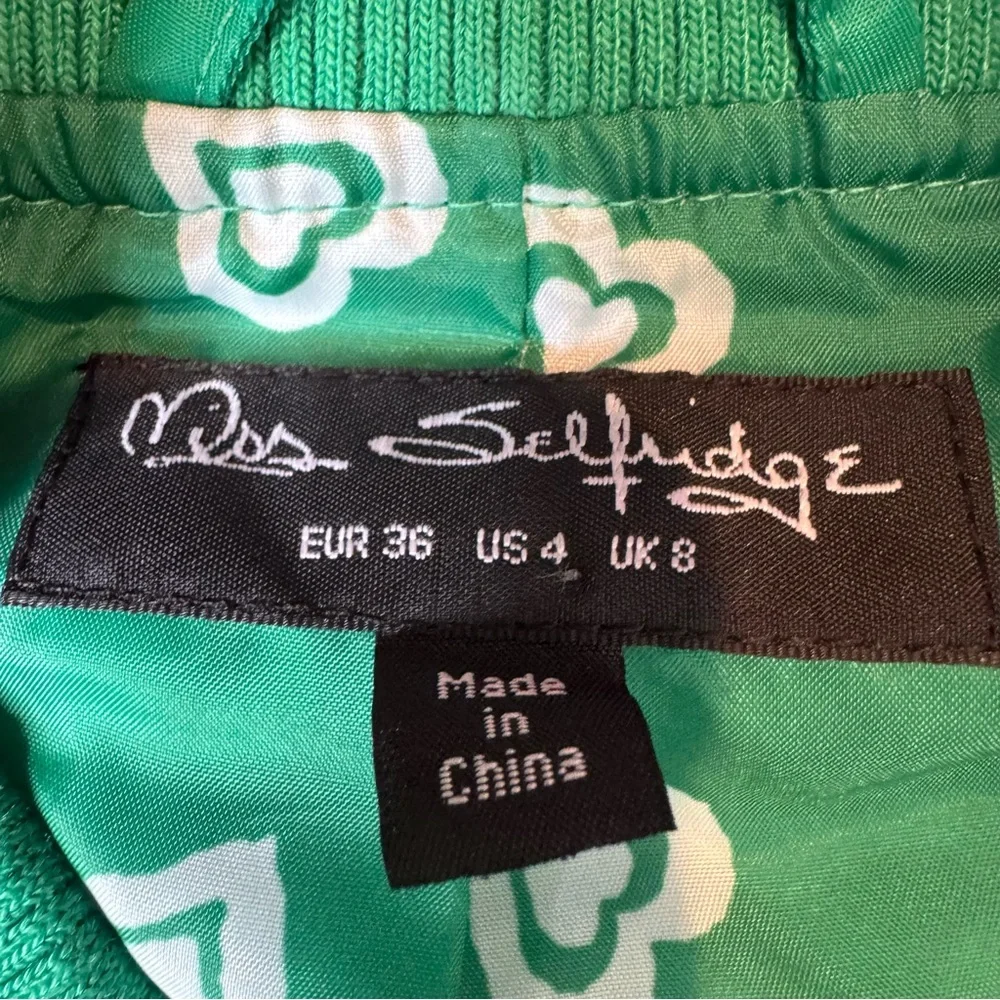 Miss Selfridge
EUR 36 US 4 UK 8
Made
in
China